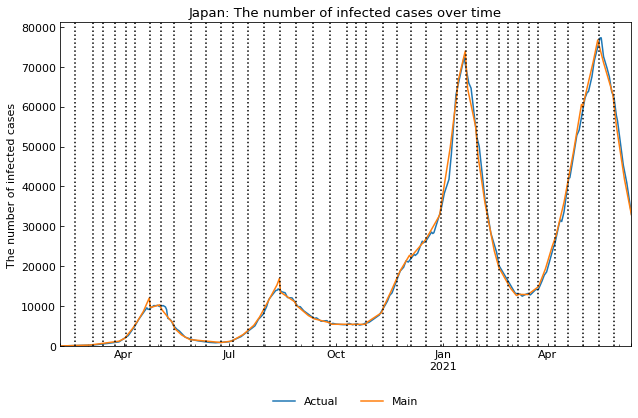 Japan: The number of infected cases over time
The number of infected cases
80000
70000
60000
50000
40000
30000
20000
10000
0
Apr Jul Oct Jan Apr
2021
Actual Main